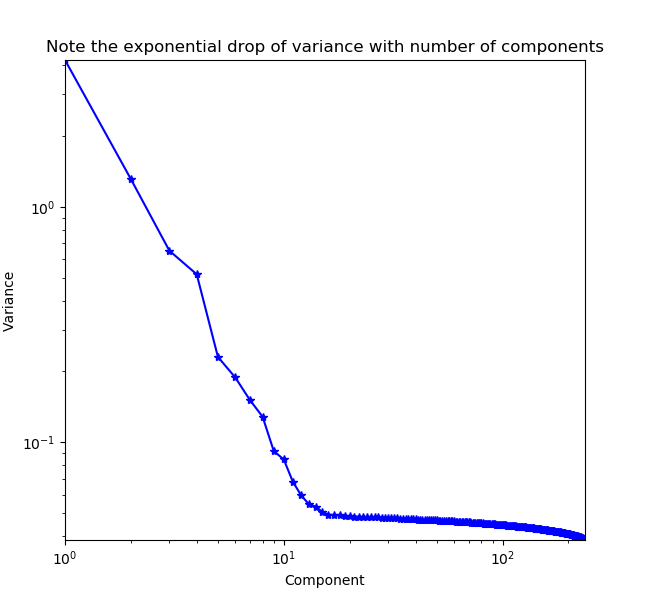 Note the exponential drop of variance with number of components
Variance
10⁰
10⁻¹
10⁰ 10¹ 10²
Component